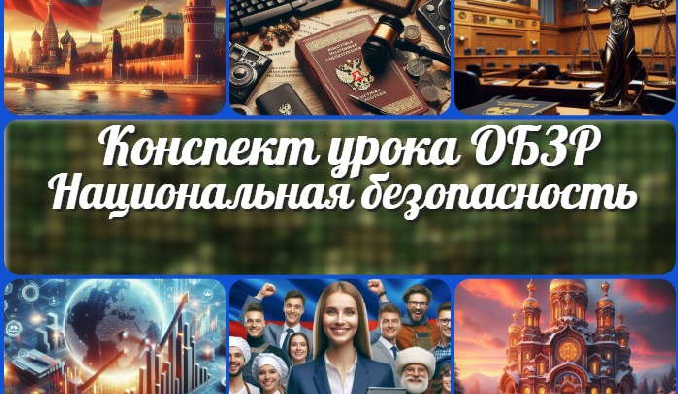 Конспект урока ОБЗР
Национальная безопасность